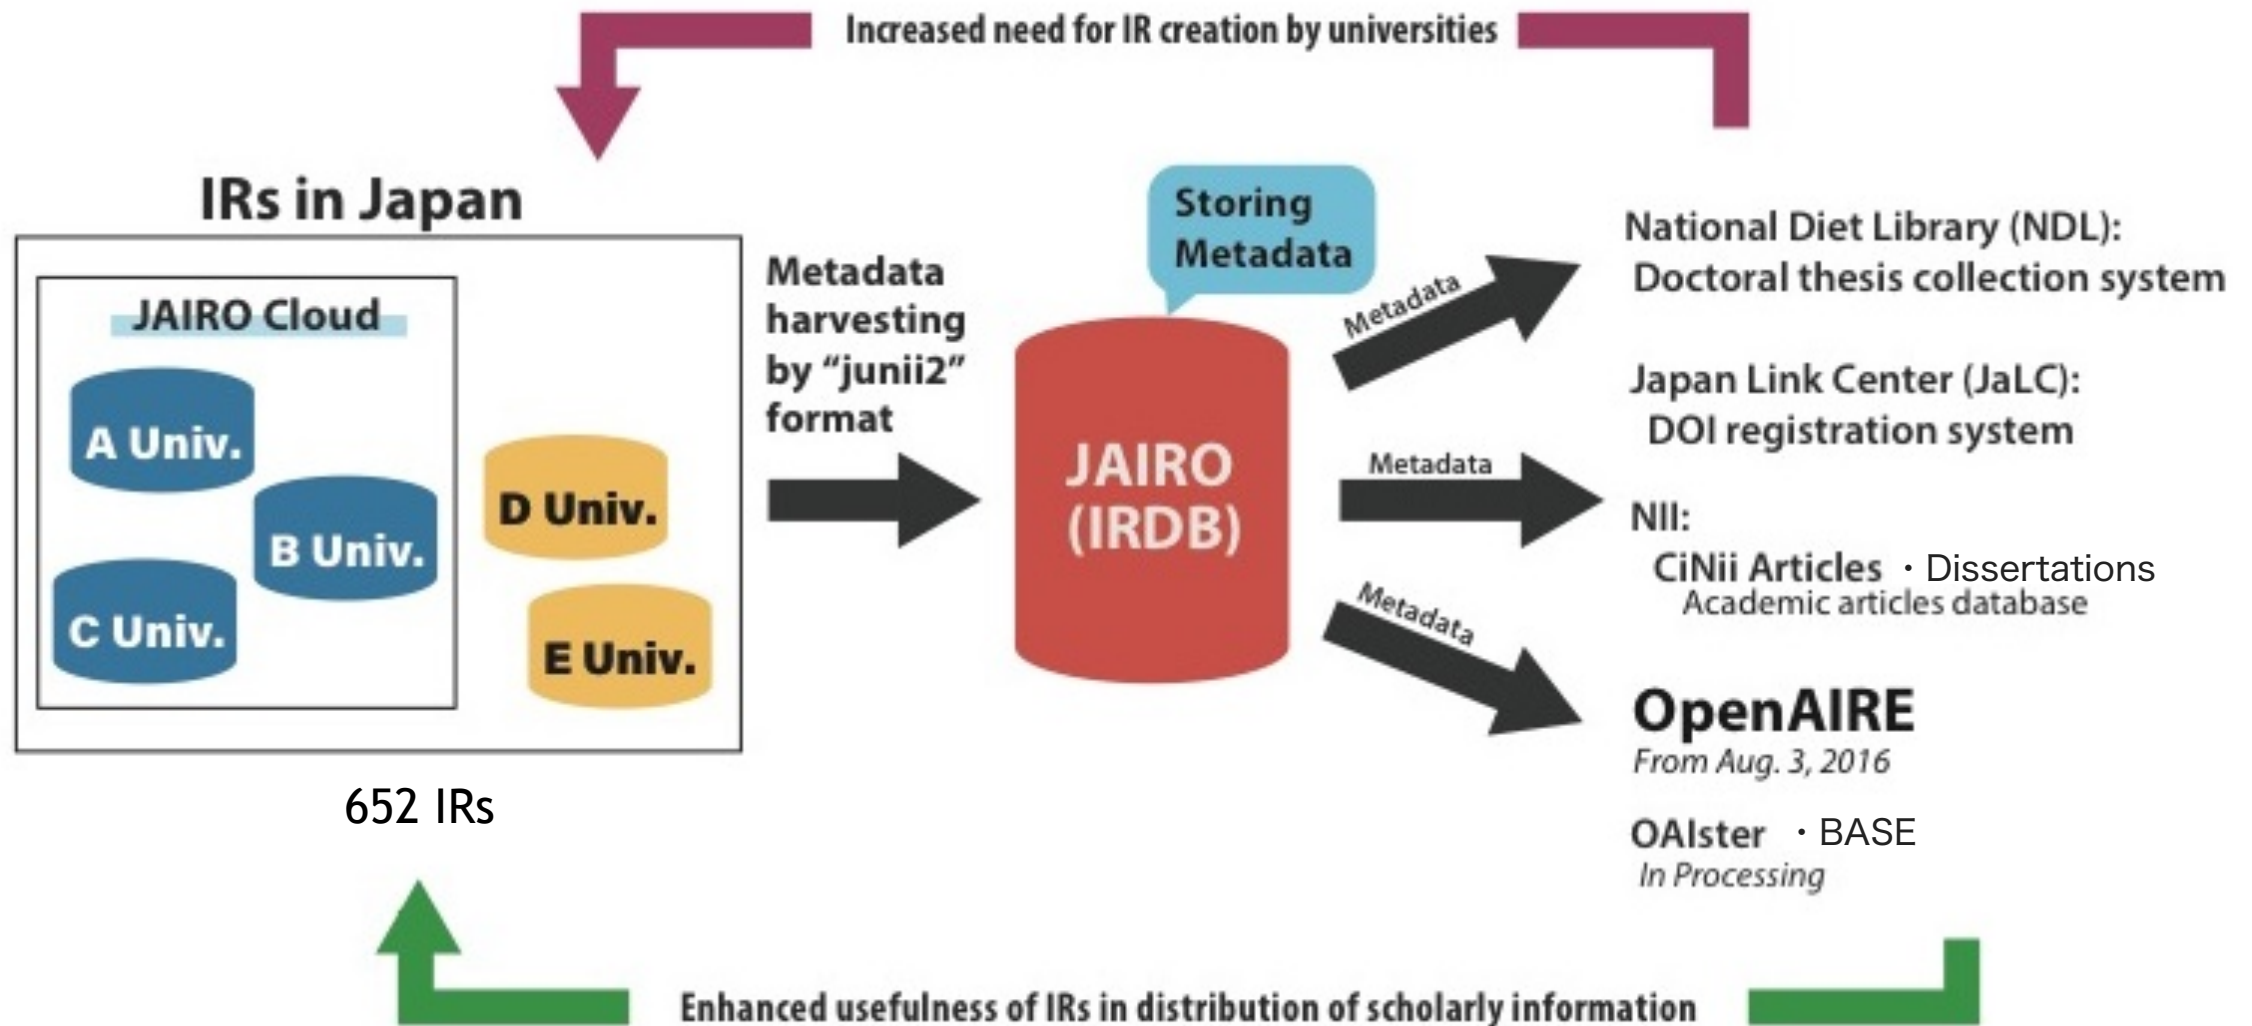 Increased need for IR creation by universities
IRs in Japan
JAIRO Cloud
A Univ.
B Univ.
C Univ.
D Univ.
E Univ.
652 IRs
Metadata
harvesting
by “junii2”
format
Storing
Metadata
JAIRO
(IRDB)
Metadata
Metadata
Metadata
National Diet Library (NDL):
Doctoral thesis collection system
Japan Link Center (JaLC):
DOI registration system
NII:
CiNii Articles ・Dissertations
Academic articles database
OpenAIRE
From Aug. 3, 2016
OAIster ・BASE
In Processing
Enhanced usefulness of IRs in distribution of scholarly information